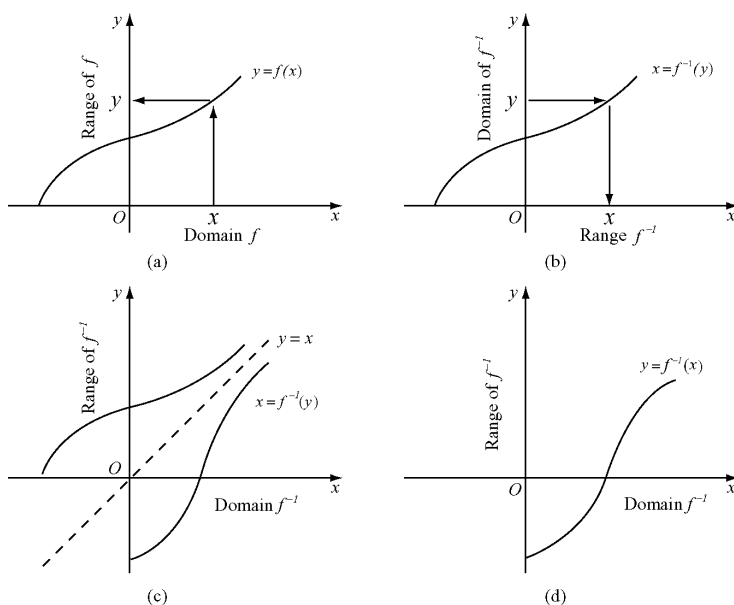 y
Range of f
y = f(x)
y
O
x
x
Domain f
(a)
y
Domain of f⁻¹
x = f⁻¹(y)
y
O
x
x
Range f⁻¹
(b)
y
Range of f⁻¹
y = x
x = f⁻¹(y)
O
x
Domain f⁻¹
(c)
y
Range of f⁻¹
y = f⁻¹(x)
O
x
Domain f⁻¹
(d)